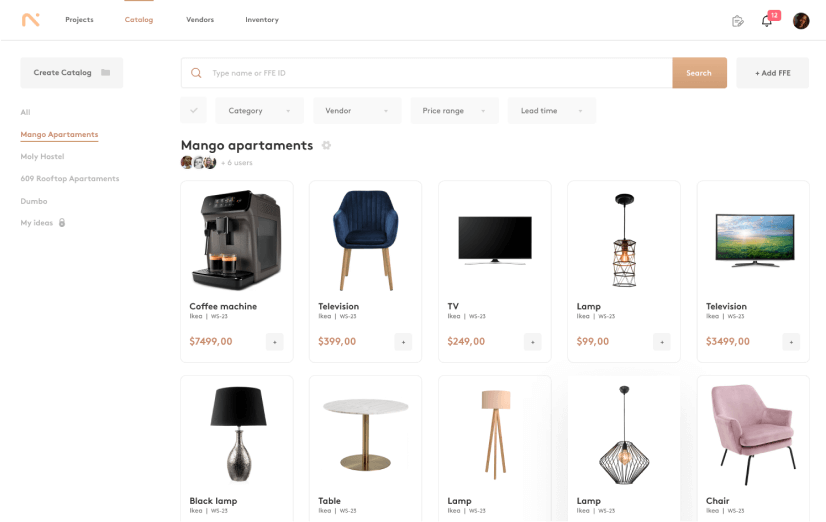 Projects
Catalog
Vendors
Inventory
12
Create Catalog
Type name or FFE ID
Search
+ Add FFE
All
Mango Apartaments
Moly Hostel
609 Rooftop Apartaments
Dumbo
My ideas
Category
Vendor
Price range
Lead time
Mango apartaments
+ 6 users
Coffee machine
Ikea | WS-23
$7499,00
+
Television
Ikea | WS-23
$399,00
+
TV
Ikea | WS-23
$249,00
+
Lamp
Ikea | WS-23
$99,00
+
Television
Ikea | WS-23
$3499,00
+
Black lamp
Ikea | WS-23
Table
Ikea | WS-23
Lamp
Ikea | WS-23
Lamp
Ikea | WS-23
Chair
Ikea | WS-23